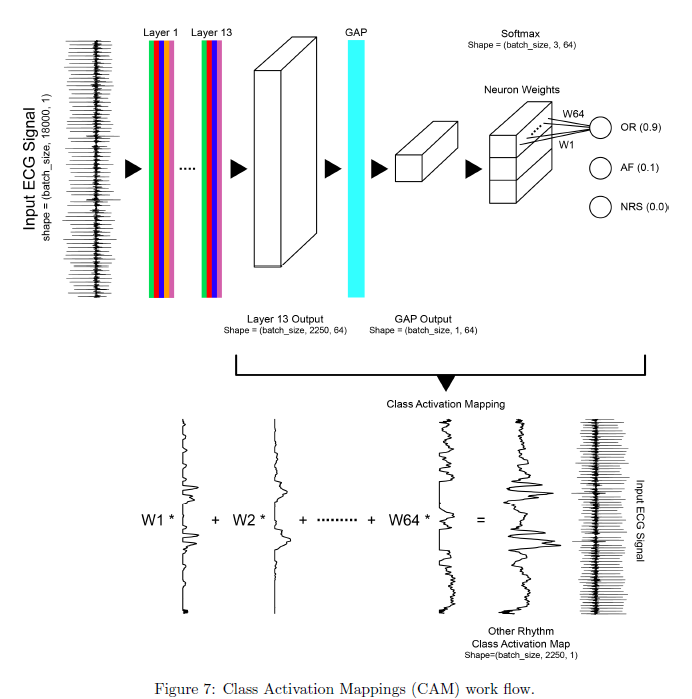 Layer 1
Layer 13
GAP
Softmax
Shape = (batch_size, 3, 64)
Input ECG Signal
shape = (batch_size, 18000, 1)
Neuron Weights
W64
W1
OR (0.9)
AF (0.1)
NRS (0.0)
Layer 13 Output
Shape = (batch_size, 2250, 64)
GAP Output
Shape = (batch_size, 1, 64)
Class Activation Mapping
W1 * + W2 * + ......... + W64 * =
Input ECG Signal
Other Rhythm
Class Activation Map
Shape=(batch_size, 2250, 1)
Figure 7: Class Activation Mappings (CAM) work flow.